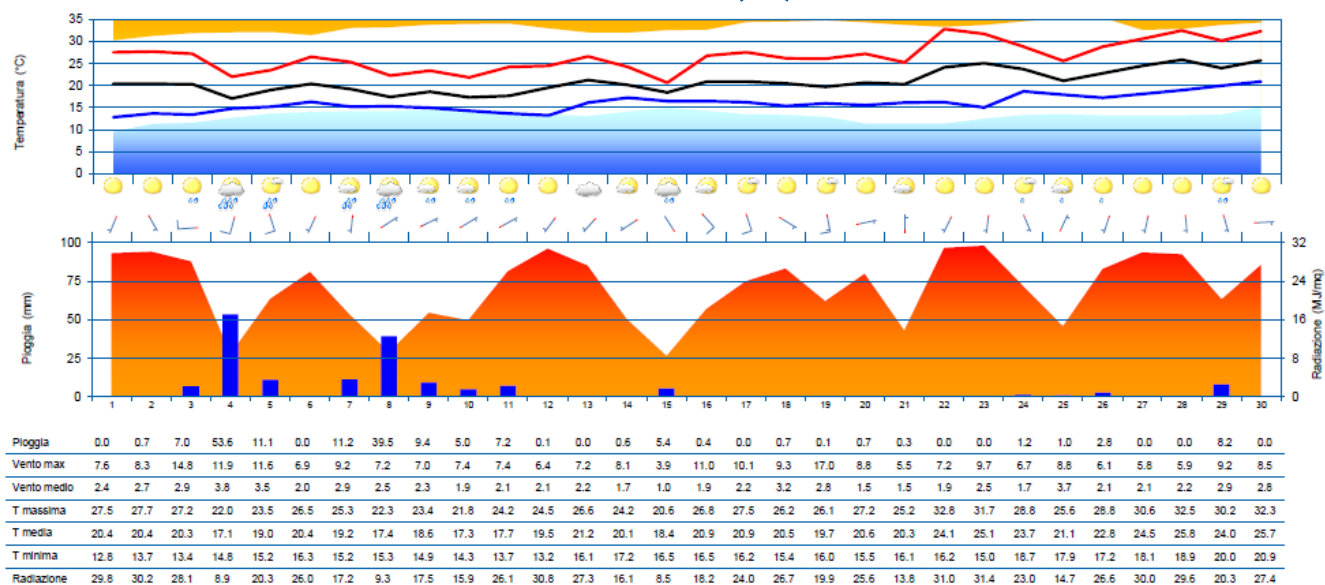 Temperatura (°C)
35
30
25
20
15
10
5
0
100
75
50
25
0
Pioggia (mm)
32
24
16
8
0
Radiazione (MJ/mq)
1 2 3 4 5 6 7 8 9 10 11 12 13 14 15 16 17 18 19 20 21 22 23 24 25 26 27 28 29 30
Pioggia 0.0 0.7 7.0 53.6 11.1 0.0 11.2 39.5 9.4 5.0 7.2 0.1 0.0 0.6 5.4 0.4 0.0 0.7 0.1 0.7 0.3 0.0 0.0 1.2 1.0 2.8 0.0 0.0 8.2 0.0
Vento max 7.6 8.3 14.8 11.9 11.6 6.9 9.2 7.2 7.0 7.4 7.4 6.4 7.2 8.1 3.9 11.0 10.1 9.3 17.0 8.8 5.5 7.2 9.7 6.7 8.8 6.1 5.8 5.9 9.2 8.5
Vento medio 2.4 2.7 2.9 3.8 3.5 2.0 2.9 2.5 2.3 1.9 2.1 2.1 2.2 1.7 1.0 1.9 2.2 3.2 2.8 1.5 1.5 1.9 2.5 1.7 3.7 2.1 2.1 2.2 2.9 2.8
T massima 27.5 27.7 27.2 22.0 23.5 26.5 25.3 22.3 23.4 21.8 24.2 24.5 26.6 24.2 20.6 26.8 27.5 26.2 26.1 27.2 25.2 32.8 31.7 28.8 25.6 28.8 30.6 32.5 30.2 32.3
T media 20.4 20.4 20.3 17.1 19.0 20.4 19.2 17.4 18.6 17.3 17.7 19.5 21.2 20.1 18.4 20.9 20.9 20.5 19.7 20.6 20.3 24.1 25.1 23.7 21.1 22.8 24.5 25.8 24.0 25.7
T minima 12.8 13.7 13.4 14.8 15.2 16.3 15.2 15.3 14.9 14.3 13.7 13.2 16.1 17.2 16.5 16.5 16.2 15.4 16.0 15.5 16.1 16.2 15.0 18.7 17.9 17.2 18.1 18.9 20.0 20.9
Radiazione 29.8 30.2 28.1 8.9 20.3 26.0 17.2 9.3 17.5 15.9 26.1 30.8 27.3 16.1 8.5 18.2 24.0 26.7 19.9 25.6 13.8 31.0 31.4 23.0 14.7 26.6 30.0 29.6 20.3 27.4